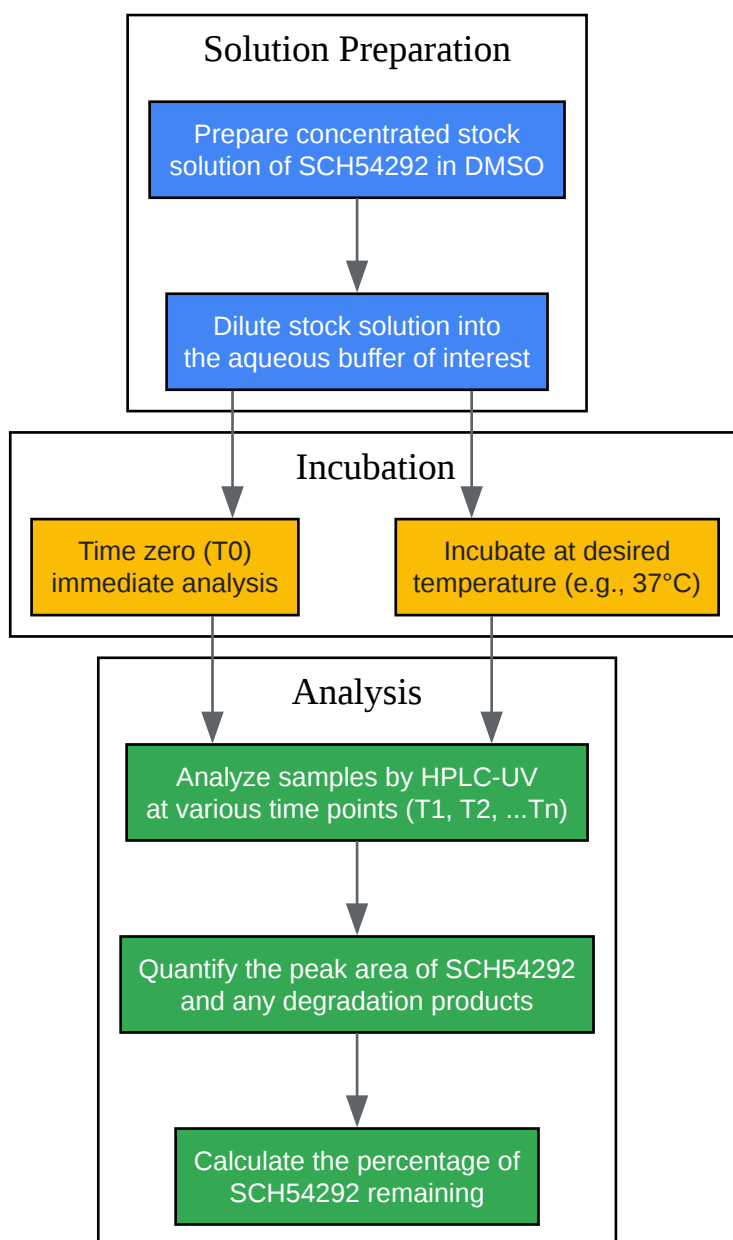 Solution Preparation
Prepare concentrated stock
solution of SCH54292 in DMSO
Dilute stock solution into
the aqueous buffer of interest
Incubation
Time zero (T0)
immediate analysis
Incubate at desired
temperature (e.g., 37°C)
Analysis
Analyze samples by HPLC-UV
at various time points (T1, T2, ...Tn)
Quantify the peak area of SCH54292
and any degradation products
Calculate the percentage of
SCH54292 remaining